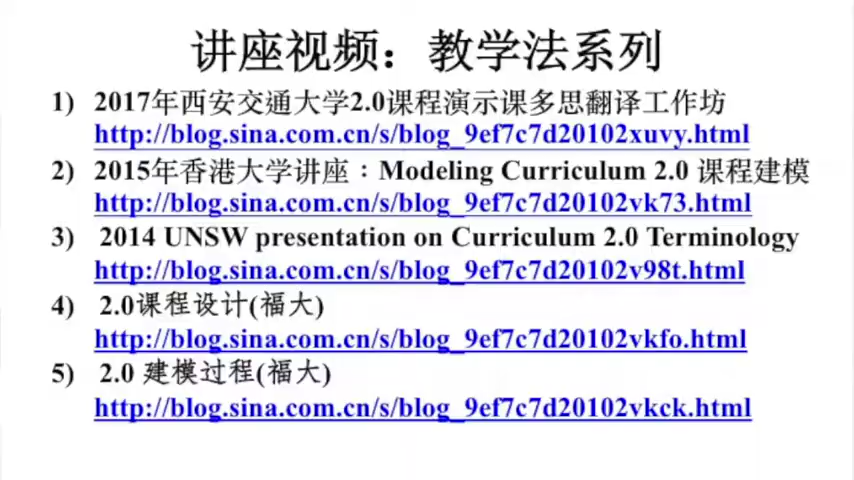 讲座视频：教学法系列
1) 2017年西安交通大学2.0课程演示课多思翻译工作坊
http://blog.sina.com.cn/s/blog_9ef7c7d20102xuvy.html
2) 2015年香港大学讲座：Modeling Curriculum 2.0 课程建模
http://blog.sina.com.cn/s/blog_9ef7c7d20102vk73.html
3) 2014 UNSW presentation on Curriculum 2.0 Terminology
http://blog.sina.com.cn/s/blog_9ef7c7d20102v98t.html
4) 2.0课程设计(福大)
http://blog.sina.com.cn/s/blog_9ef7c7d20102vkfo.html
5) 2.0 建模过程(福大)
http://blog.sina.com.cn/s/blog_9ef7c7d20102vkck.html